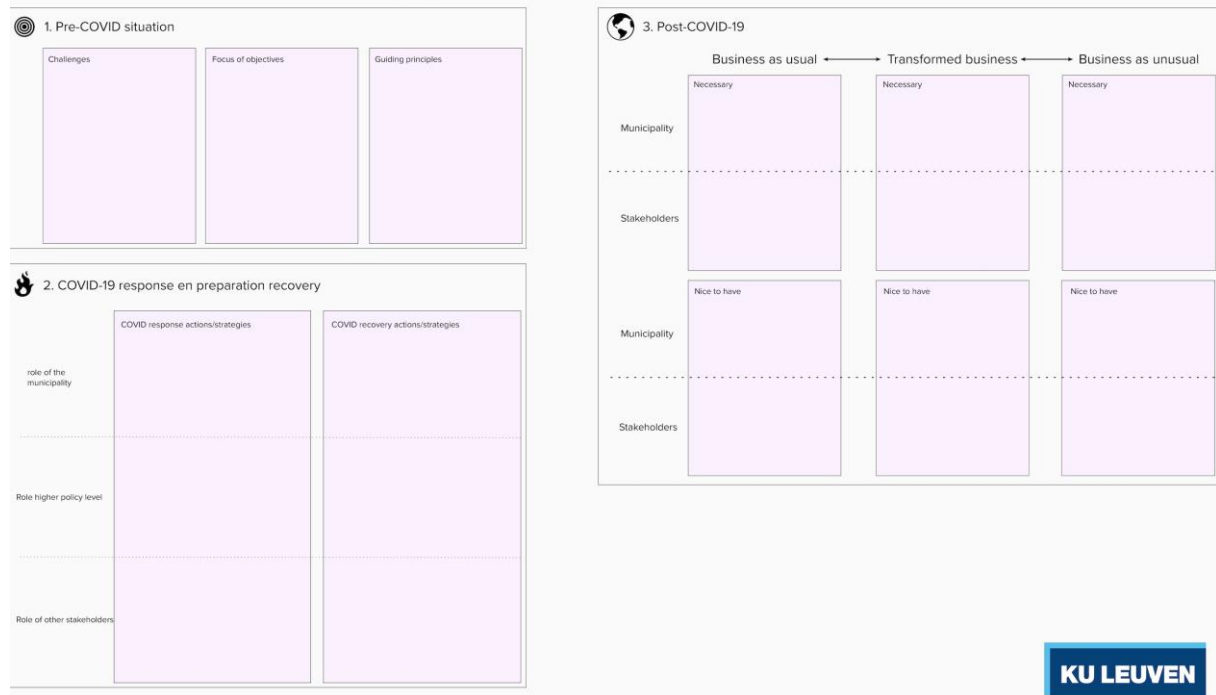 1. Pre-COVID situation
Challenges
Focus of objectives
Guiding principles
2. COVID-19 response en preparation recovery
COVID response actions/strategies
COVID recovery actions/strategies
role of the
municipality
Role higher policy level
Role of other stakeholders
3. Post-COVID-19
Business as usual
Transformed business
Business as unusual
Necessary
Necessary
Necessary
Municipality
Stakeholders
Nice to have
Nice to have
Nice to have
Municipality
Stakeholders
KU LEUVEN